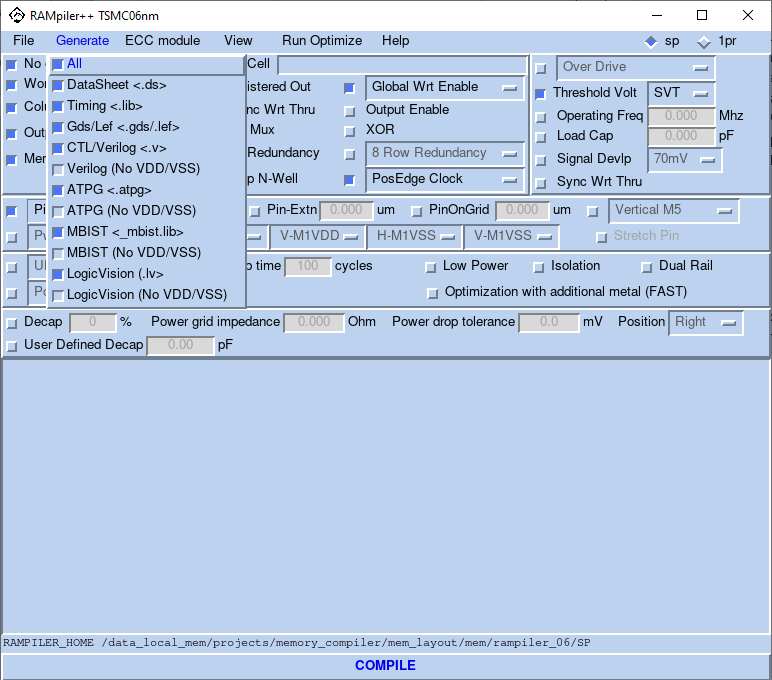 RAMpiler++ TSMC06nm
File Generate ECC module View Run Optimize Help sp 1pr
No All Cell Over Drive
Wor DataSheet <.ds> istered Out Global Wrt Enable Threshold Volt SVT
Colu Timing <.lib> nc Wrt Thru Output Enable Operating Freq 0.000 Mhz
Outp Gds/Lef <.gds/.lef> Mux XOR Load Cap 0.000 pF
Mem CTL/Verilog <.v> Redundancy 8 Row Redundancy Signal Devlp 70mV
Verilog (No VDD/VSS) p N-Well PosEdge Clock Sync Wrt Thru
ATPG <.atpg>
Pi ATPG (No VDD/VSS) Pin-Extn 0.000 um PinOnGrid 0.000 um Vertical M5
Pw MBIST <_mbist.lib> V-M1VDD H-M1VSS V-M1VSS Stretch Pin
MBIST (No VDD/VSS)
LogicVision (.lv> p time 100 cycles Low Power Isolation Dual Rail
Po LogicVision (No VDD/VSS) Optimization with additional metal (FAST)
Decap 0 % Power grid impedance 0.000 Ohm Power drop tolerance 0.0 mV Position Right
User Defined Decap 0.00 pF
RAMPILER_HOME /data_local_mem/projects/memory_compiler/mem_layout/mem/rampiler_06/SP
COMPILE